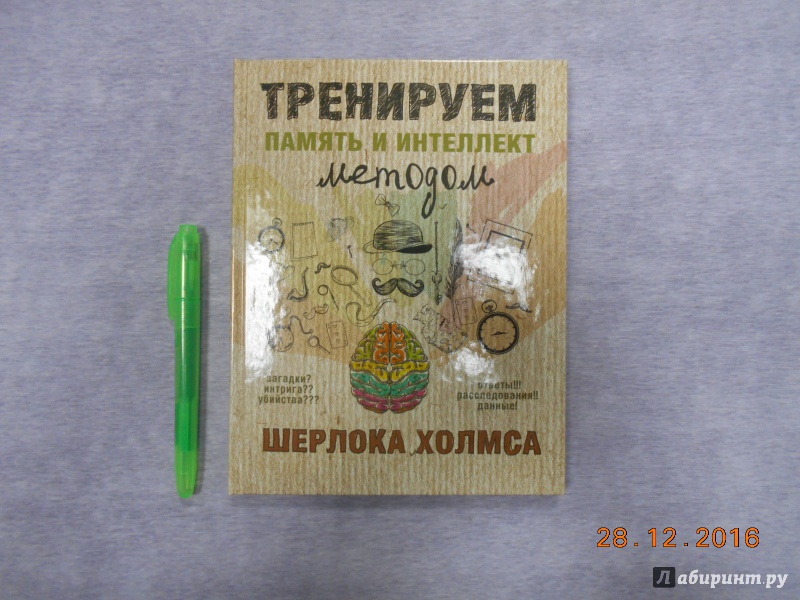 ТРЕНИРУЕМ
ПАМЯТЬ И ИНТЕЛЛЕКТ
методом
загадки?
интрига??
убийства???
ответы!!!
расследования!!
данные!
ШЕРЛОКА ХОЛМСА
28.12.2016
Лабиринт.ру